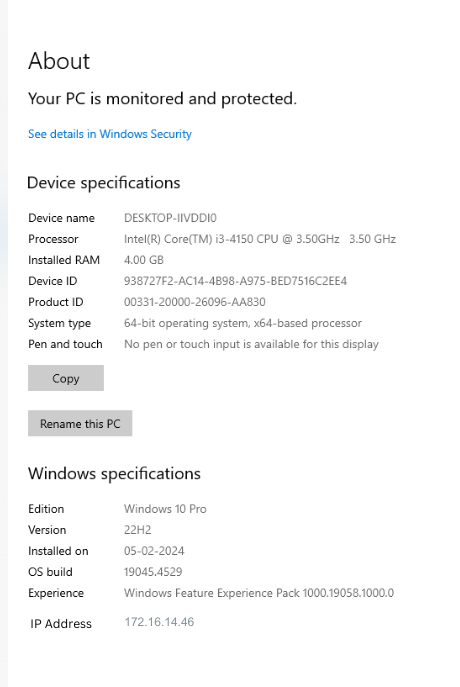 About
Your PC is monitored and protected.
See details in Windows Security
Device specifications
Device name DESKTOP-IIVDDI0
Processor Intel(R) Core(TM) i3-4150 CPU @ 3.50GHz 3.50 GHz
Installed RAM 4.00 GB
Device ID 938727F2-AC14-4B98-A975-BED7516C2EE4
Product ID 00331-20000-26096-AA830
System type 64-bit operating system, x64-based processor
Pen and touch No pen or touch input is available for this display
Copy
Rename this PC
Windows specifications
Edition Windows 10 Pro
Version 22H2
Installed on 05-02-2024
OS build 19045.4529
Experience Windows Feature Experience Pack 1000.19058.1000.0
IP Address 172.16.14.46